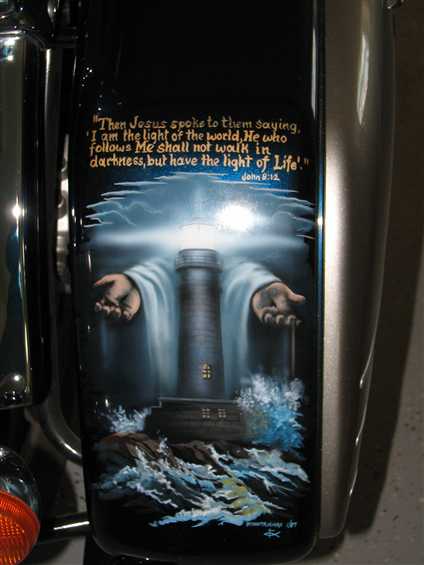 "Then Jesus spoke to them saying,
'I am the light of the world, He who
follows Me shall not walk in
darkness, but have the light of Life'."
John 8:12